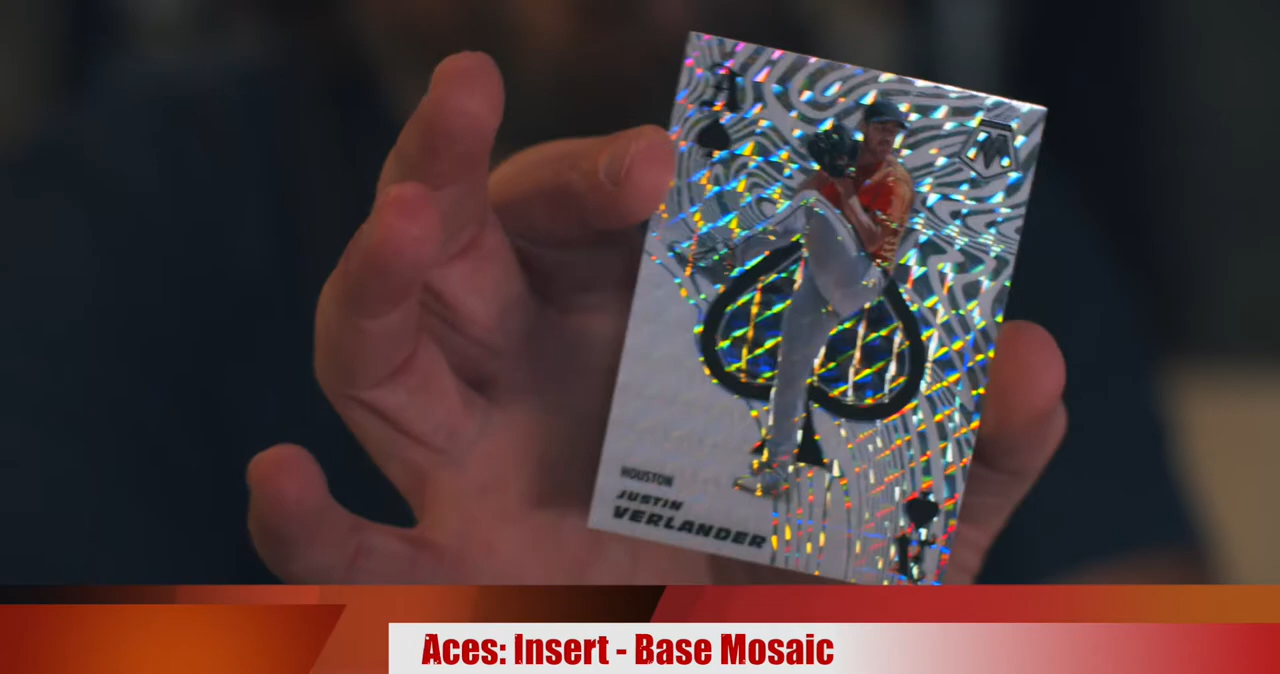 A
M
HOUSTON
JUSTIN
VERLANDER
A
Aces: Insert - Base Mosaic